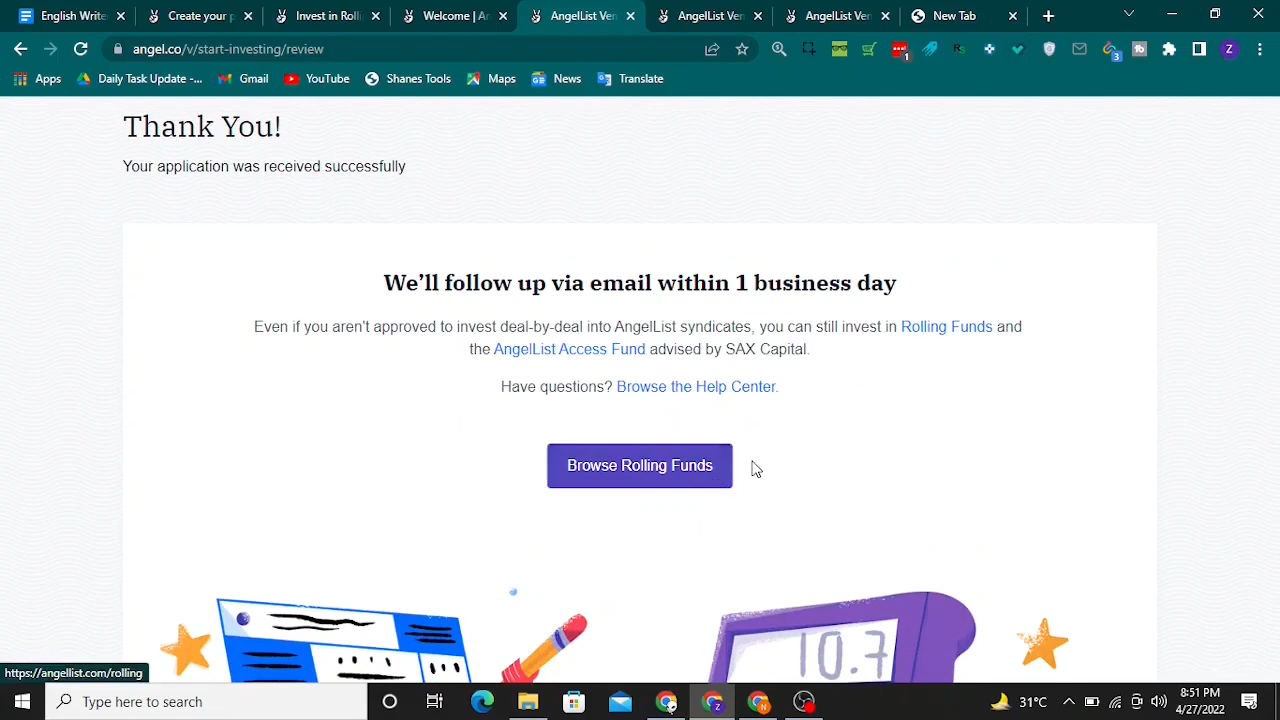 English Write
Create your p
Invest in Rolli
Welcome | A
AngelList Ven
AngelList Ven
AngelList Ven
New Tab
angel.co/v/start-investing/review
1
3
Z
Apps
Daily Task Update -...
Gmail
YouTube
Shanes Tools
Maps
News
Translate
Thank You!
Your application was received successfully
We'll follow up via email within 1 business day
Even if you aren't approved to invest deal-by-deal into AngelList syndicates, you can still invest in Rolling Funds and
the AngelList Access Fund advised by SAX Capital.
Have questions? Browse the Help Center.
Browse Rolling Funds
10.7
https://angellist.com/rolling
Type here to search
31°C
8:51 PM
4/27/2022